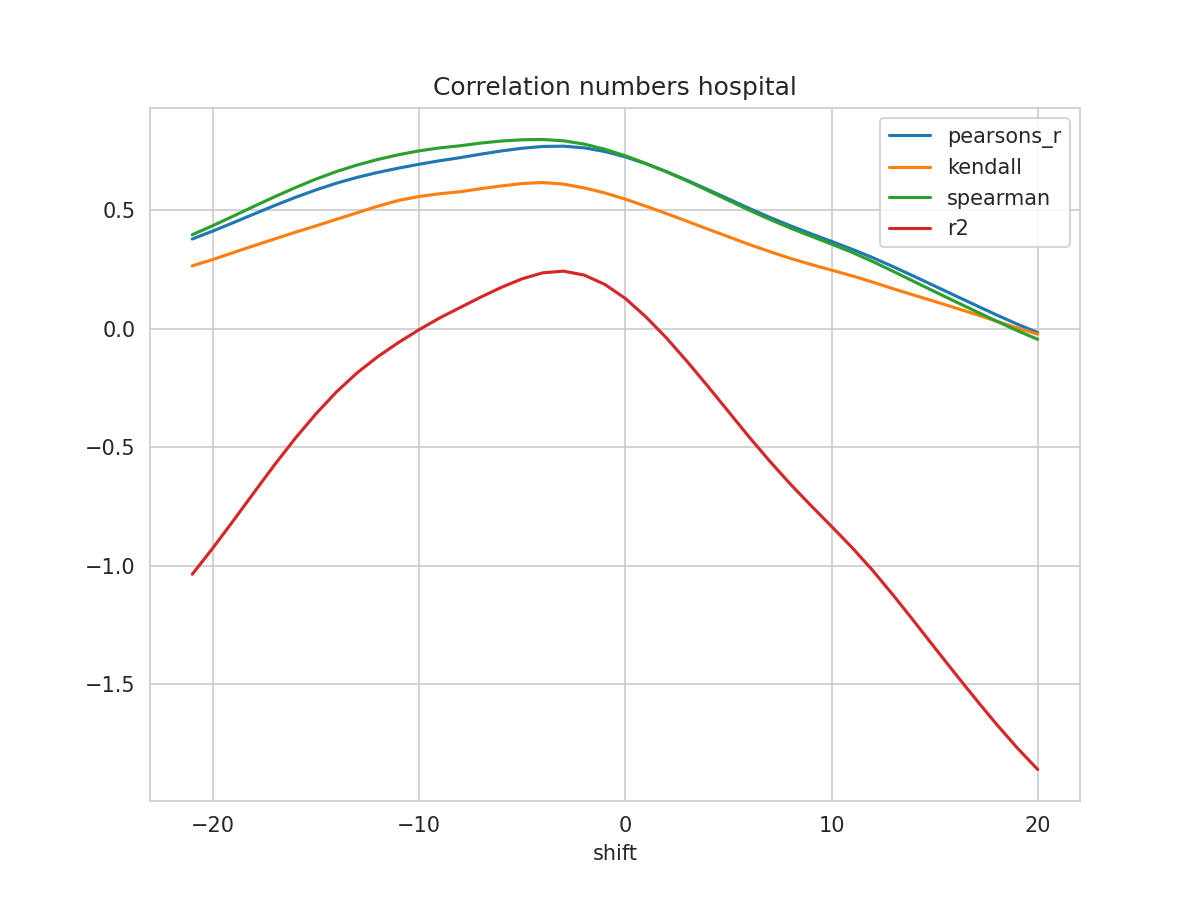 Correlation numbers hospital
pearsons_r
kendall
spearman
r2
0.5
0.0
−0.5
−1.0
−1.5
−20 −10 0 10 20
shift